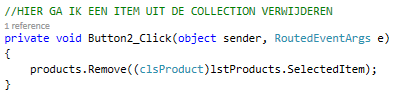 //HIER GA IK EEN ITEM UIT DE COLLECTION VERWIJDEREN
1 reference
private void Button2_Click(object sender, RoutedEventArgs e)
{
    products.Remove((clsProduct)lstProducts.SelectedItem);
}